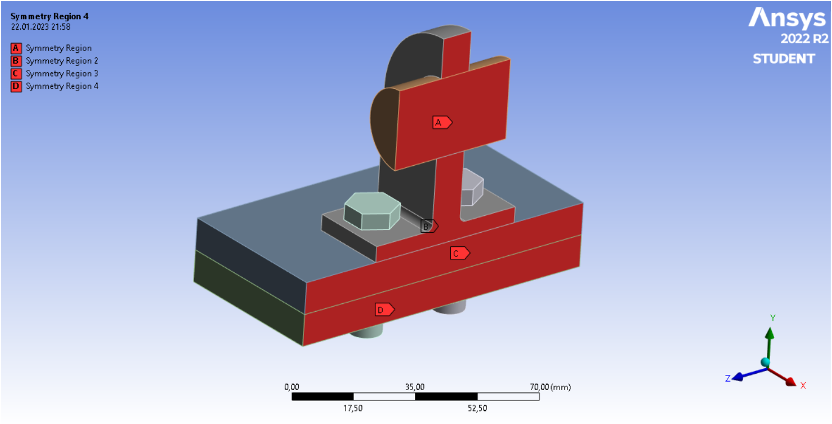 Symmetry Region 4
22.01.2023 21:58
A Symmetry Region
B Symmetry Region 2
C Symmetry Region 3
D Symmetry Region 4
Ansys
2022 R2
STUDENT
A
B
C
D
0,00 35,00 70,00 (mm)
17,50 52,50
Y
Z X